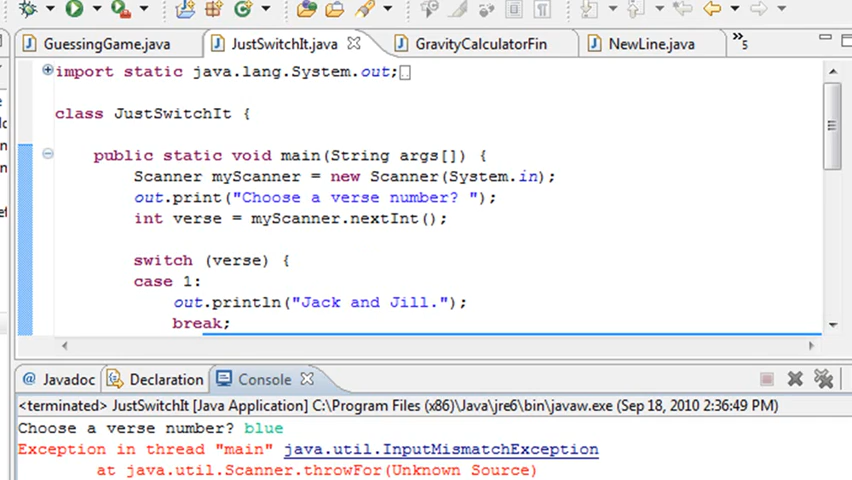 GuessingGame.java JustSwitchIt.java GravityCalculatorFin NewLine.java »5
import static java.lang.System.out;
class JustSwitchIt {
public static void main(String args[]) {
Scanner myScanner = new Scanner(System.in);
out.print("Choose a verse number? ");
int verse = myScanner.nextInt();
switch (verse) {
case 1:
out.println("Jack and Jill.");
break;
@ Javadoc Declaration Console
<terminated> JustSwitchIt [Java Application] C:\Program Files (x86)\Java\jre6\bin\javaw.exe (Sep 18, 2010 2:36:49 PM)
Choose a verse number? blue
Exception in thread "main" java.util.InputMismatchException
at java.util.Scanner.throwFor(Unknown Source)